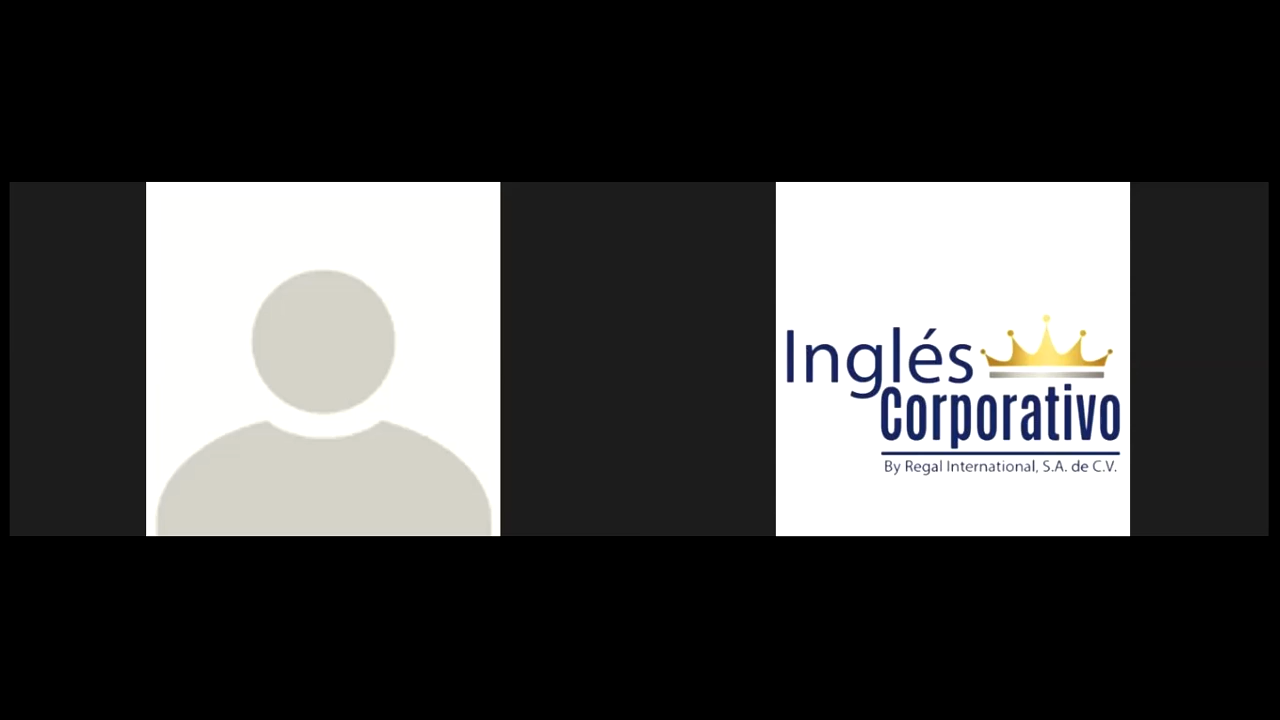 Inglés
Corporativo
By Regal International, S.A. de C.V.